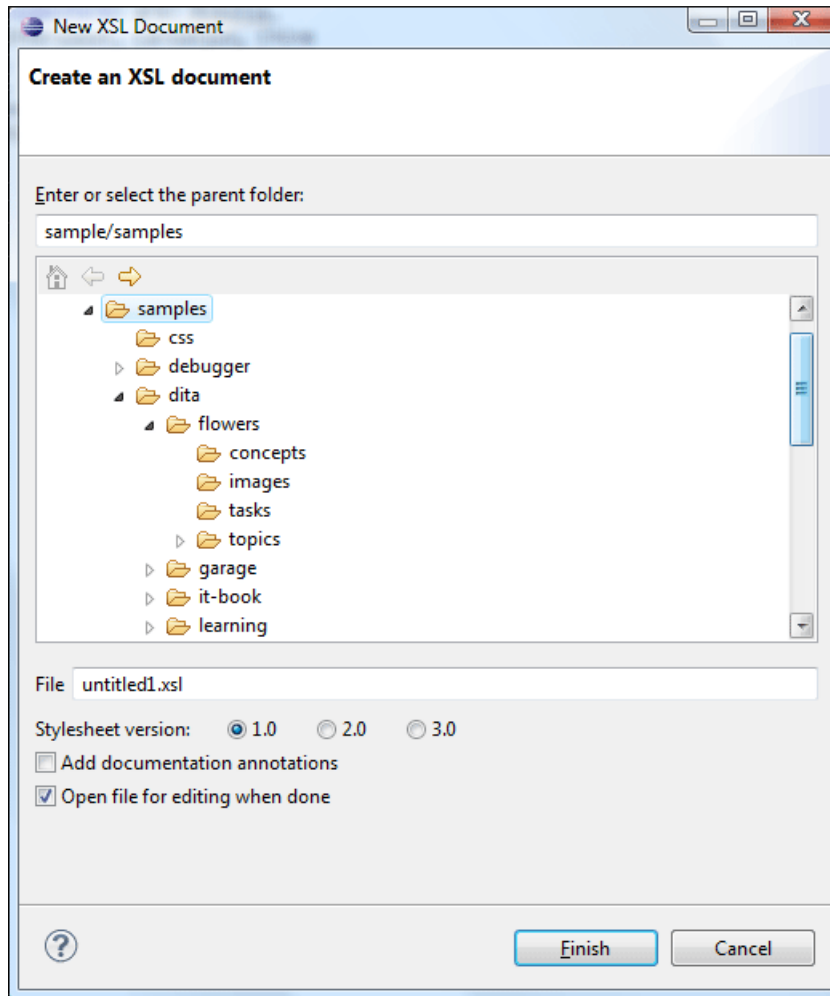 New XSL Document
Create an XSL document
Enter or select the parent folder:
sample/samples
samples
css
debugger
dita
flowers
concepts
images
tasks
topics
garage
it-book
learning
File untitled1.xsl
Stylesheet version: 1.0 2.0 3.0
Add documentation annotations
Open file for editing when done
? Finish Cancel